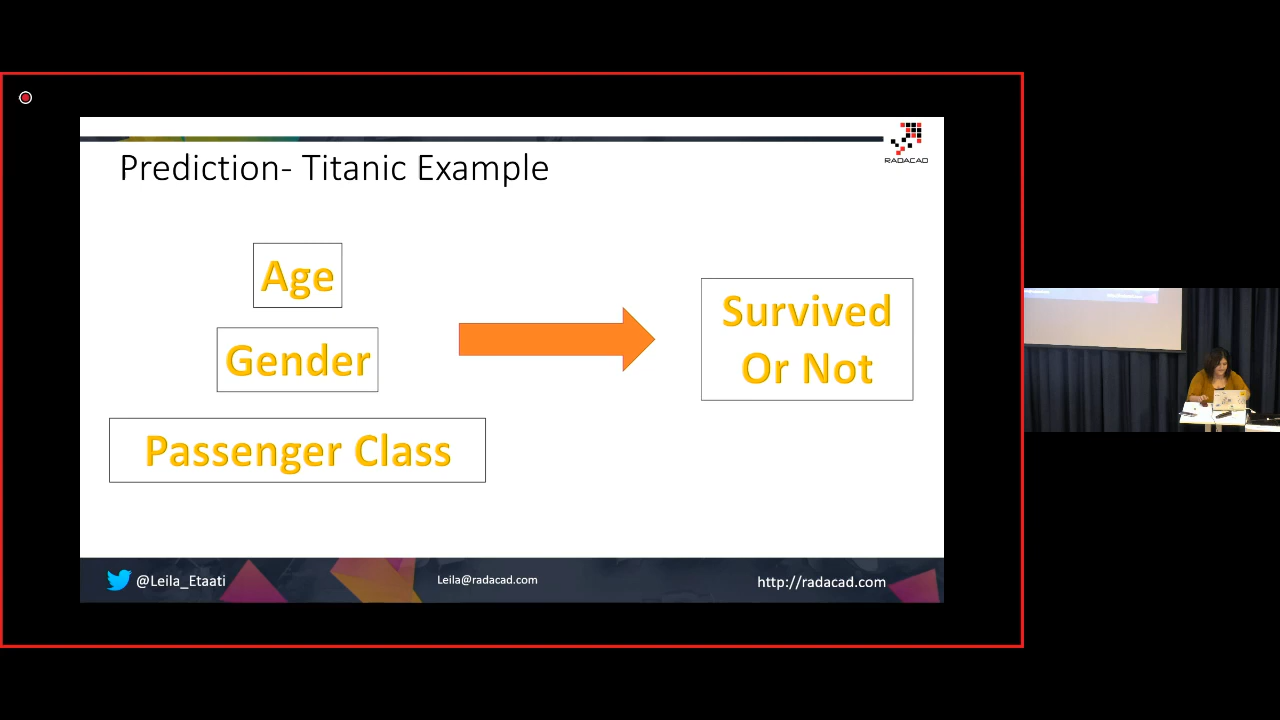 RADACAD
Prediction- Titanic Example
Age
Gender
Passenger Class
Survived
Or Not
@Leila_Etaati
Leila@radacad.com
http://radacad.com